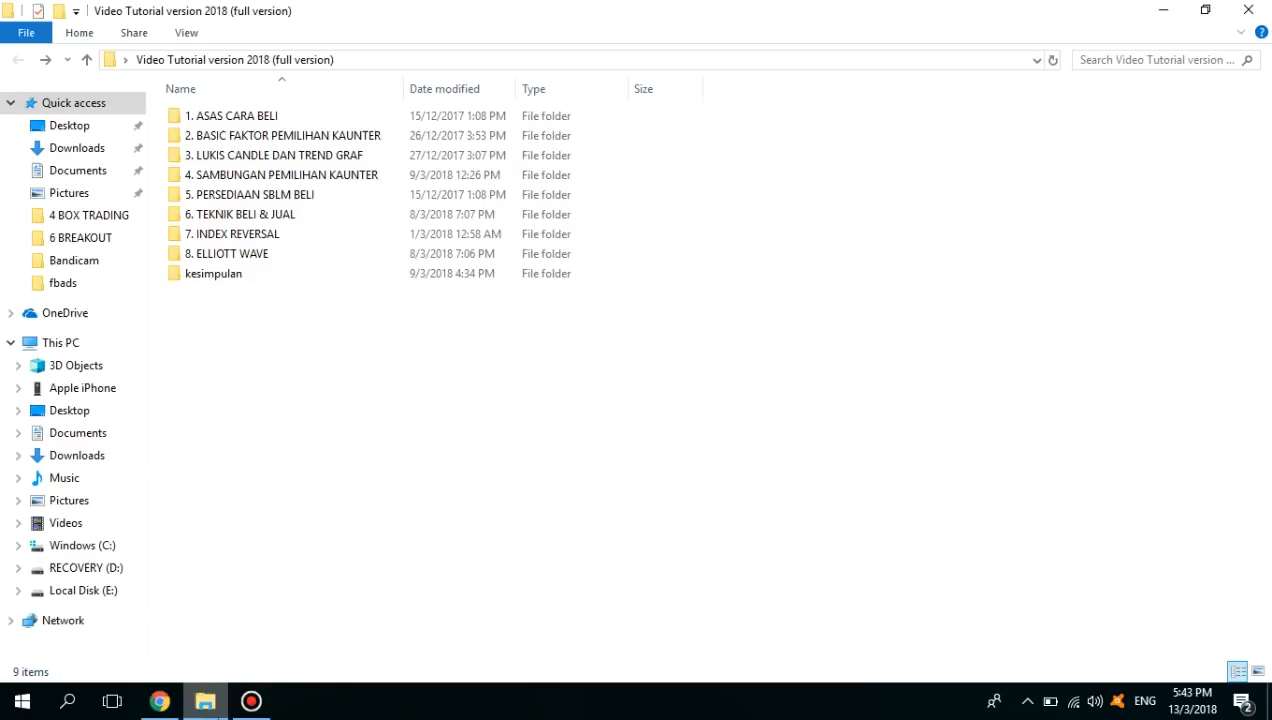 Video Tutorial version 2018 (full version)
File Home Share View
Video Tutorial version 2018 (full version) Search Video Tutorial version ...
Name Date modified Type Size
1. ASAS CARA BELI 15/12/2017 1:08 PM File folder
2. BASIC FAKTOR PEMILIHAN KAUNTER 26/12/2017 3:53 PM File folder
3. LUKIS CANDLE DAN TREND GRAF 27/12/2017 3:07 PM File folder
4. SAMBUNGAN PEMILIHAN KAUNTER 9/3/2018 12:26 PM File folder
5. PERSEDIAAN SBLM BELI 15/12/2017 1:08 PM File folder
6. TEKNIK BELI & JUAL 8/3/2018 7:07 PM File folder
7. INDEX REVERSAL 1/3/2018 12:58 AM File folder
8. ELLIOTT WAVE 8/3/2018 7:06 PM File folder
kesimpulan 9/3/2018 4:34 PM File folder
Quick access
Desktop
Downloads
Documents
Pictures
4 BOX TRADING
6 BREAKOUT
Bandicam
fbads
OneDrive
This PC
3D Objects
Apple iPhone
Desktop
Documents
Downloads
Music
Pictures
Videos
Windows (C:)
RECOVERY (D:)
Local Disk (E:)
Network
9 items
ENG
5:43 PM
13/3/2018
2